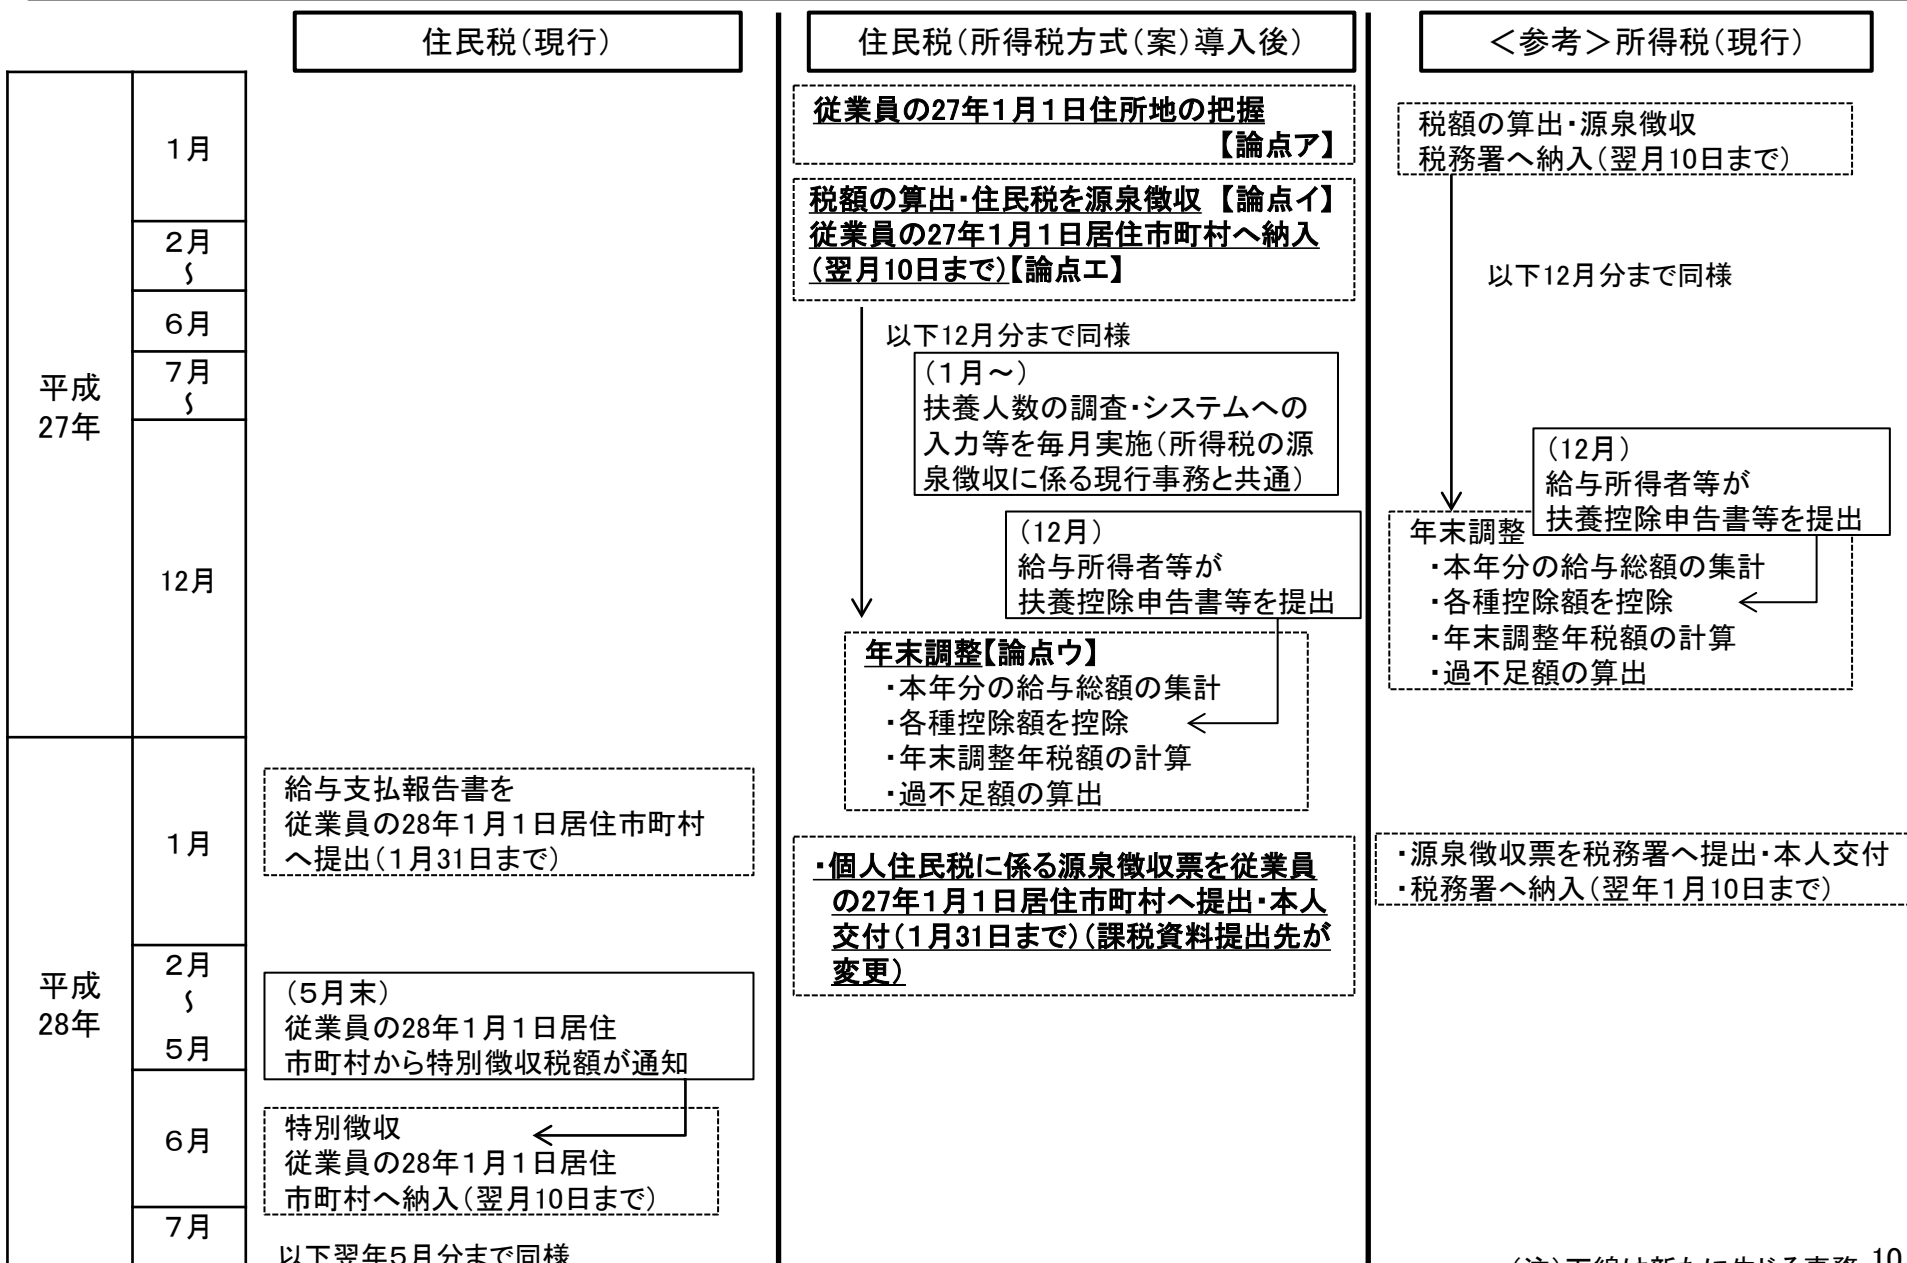 住民税（現行）
住民税（所得税方式（案）導入後）
＜参考＞所得税（現行）
平成
27年
1月
2月
～
6月
7月
～
12月
平成
28年
1月
2月
～
5月
6月
7月
給与支払報告書を
従業員の28年1月1日居住市町村
へ提出（1月31日まで）
（5月末）
従業員の28年1月1日居住
市町村から特別徴収税額が通知
特別徴収
従業員の28年1月1日居住
市町村へ納入（翌月10日まで）
以下翌年5月分まで同様
従業員の27年1月1日住所地の把握
【論点ア】
税額の算出・住民税を源泉徴収【論点イ】
従業員の27年1月1日居住市町村へ納入
（翌月10日まで）【論点エ】
以下12月分まで同様
（1月～）
扶養人数の調査・システムへの
入力等を毎月実施（所得税の源
泉徴収に係る現行事務と共通）
（12月）
給与所得者等が
扶養控除申告書等を提出
年末調整【論点ウ】
・本年分の給与総額の集計
・各種控除額を控除
・年末調整年税額の計算
・過不足額の算出
・個人住民税に係る源泉徴収票を従業員
の27年1月1日居住市町村へ提出・本人
交付（1月31日まで）（課税資料提出先が
変更）
税額の算出・源泉徴収
税務署へ納入（翌月10日まで）
以下12月分まで同様
（12月）
給与所得者等が
扶養控除申告書等を提出
年末調整
・本年分の給与総額の集計
・各種控除額を控除
・年末調整年税額の計算
・過不足額の算出
・源泉徴収票を税務署へ提出・本人交付
・税務署へ納入（翌年1月10日まで）
（注）下線は新たに生じる事務
10